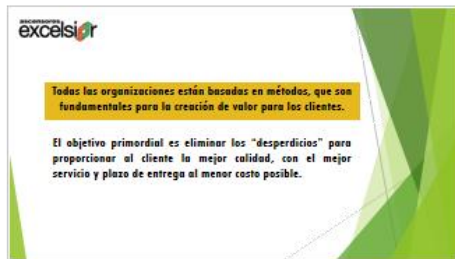 ascensores
excelsior
Todas las organizaciones están basadas en métodos, que son
fundamentales para la creación de valor para los clientes.
El objetivo primordial es eliminar los "desperdicios" para
proporcionar al cliente la mejor calidad, con el mejor
servicio y plazo de entrega al menor costo posible.